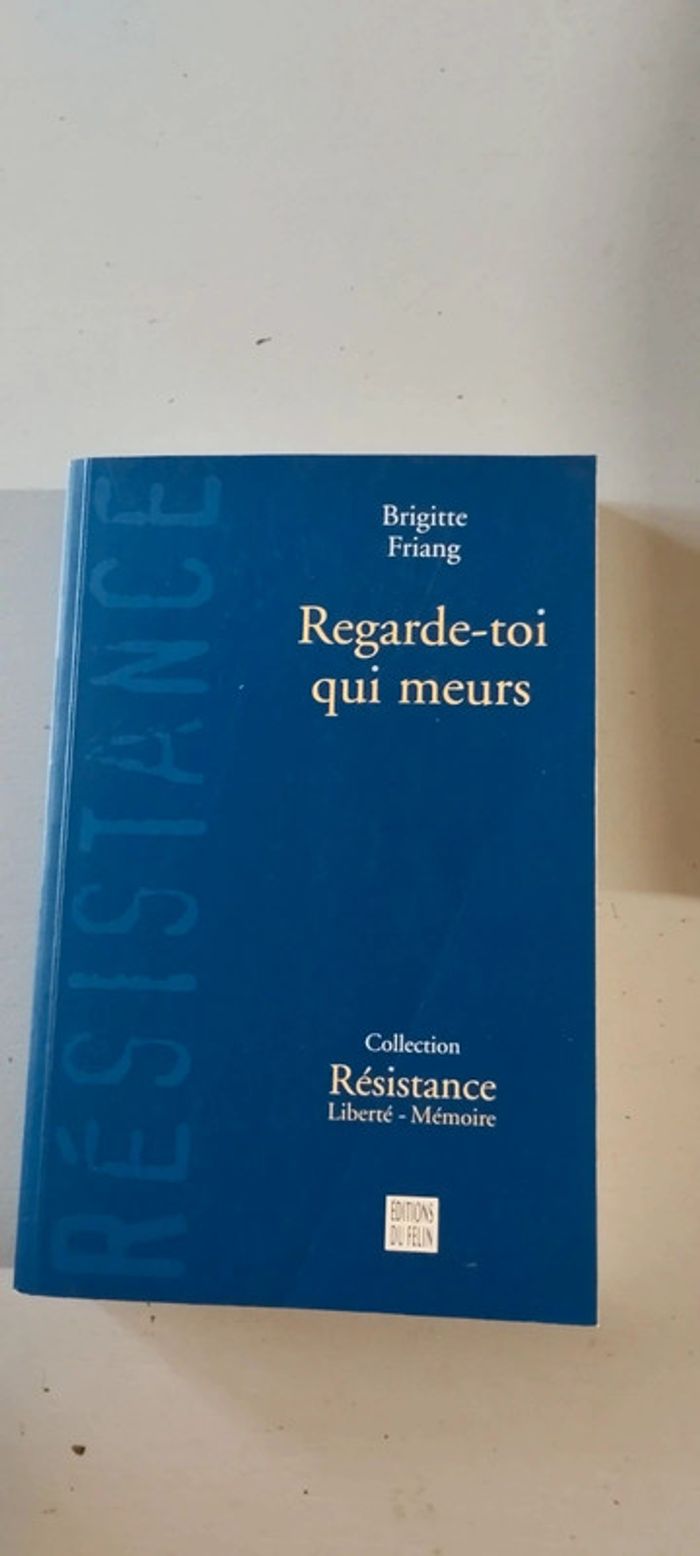 RÉSISTANCE
Brigitte
Friang
Regarde-toi
qui meurs
Collection
Résistance
Liberté - Mémoire
EDITIONS
DU FELIN